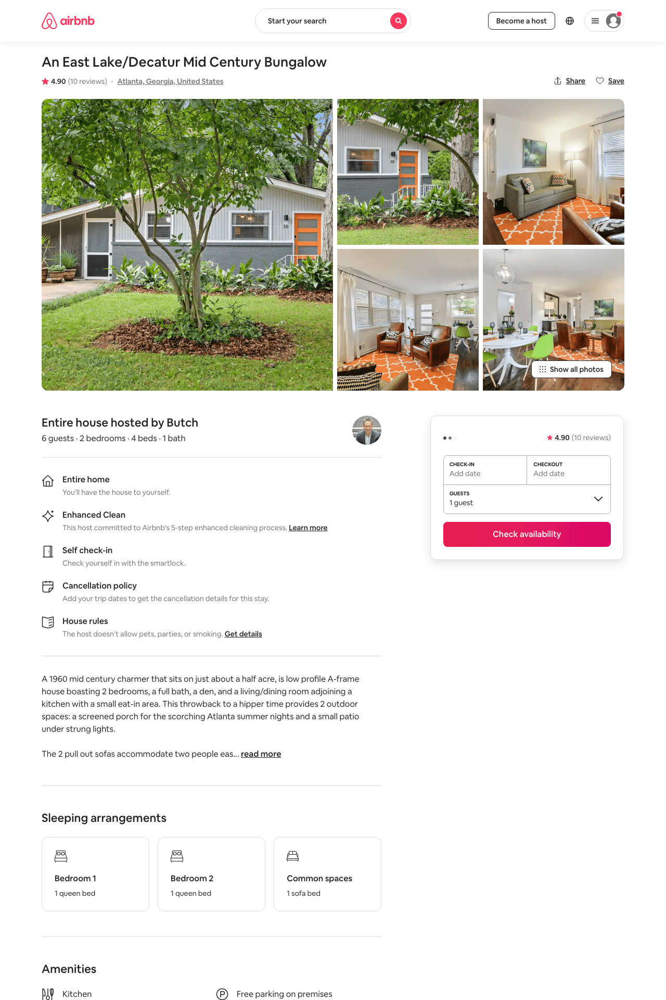 airbnb
Start your search
Become a host
An East Lake/Decatur Mid Century Bungalow
4.90 (10 reviews) · Atlanta, Georgia, United States
Share
Save
30
30
Show all photos
Entire house hosted by Butch
6 guests · 2 bedrooms · 4 beds · 1 bath
4.90 (10 reviews)
CHECK-IN
Add date
CHECKOUT
Add date
GUESTS
1 guest
Check availability
Entire home
You'll have the house to yourself.
Enhanced Clean
This host committed to Airbnb's 5-step enhanced cleaning process. Learn more
Self check-in
Check yourself in with the smartlock.
Cancellation policy
Add your trip dates to get the cancellation details for this stay.
House rules
The host doesn't allow pets, parties, or smoking. Get details
A 1960 mid century charmer that sits on just about a half acre, is low profile A-frame
house boasting 2 bedrooms, a full bath, a den, and a living/dining room adjoining a
kitchen with a small eat-in area. This throwback to a hipper time provides 2 outdoor
spaces: a screened porch for the scorching Atlanta summer nights and a small patio
under strung lights.
The 2 pull out sofas accommodate two people eas... read more
Sleeping arrangements
Bedroom 1
1 queen bed
Bedroom 2
1 queen bed
Common spaces
1 sofa bed
Amenities
Kitchen
Free parking on premises